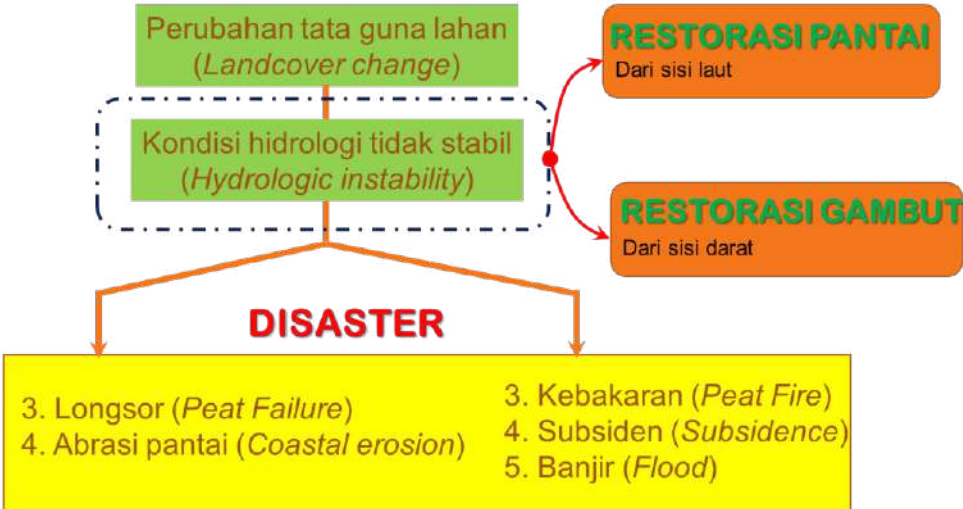 Perubahan tata guna lahan
(Landcover change)
Kondisi hidrologi tidak stabil
(Hydrologic instability)
RESTORASI PANTAI
Dari sisi laut
RESTORASI GAMBUT
Dari sisi darat
DISASTER
3. Longsor (Peat Failure)
4. Abrasi pantai (Coastal erosion)
3. Kebakaran (Peat Fire)
4. Subsiden (Subsidence)
5. Banjir (Flood)